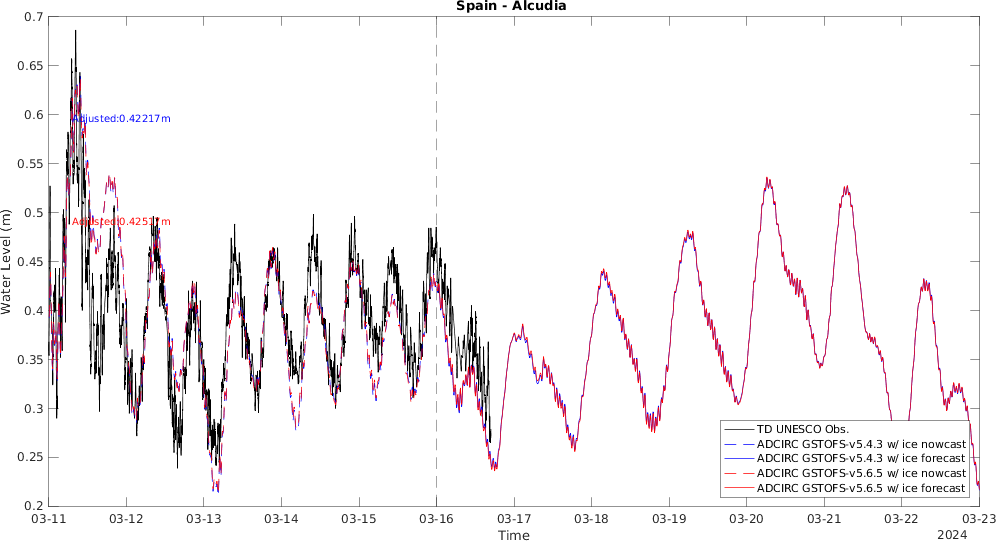 Spain - Alcudia
Water Level (m)
0.7
0.65
0.6
0.55
0.5
0.45
0.4
0.35
0.3
0.25
0.2
Adjusted:0.42217m
Adjusted:0.42517m
TD UNESCO Obs.
ADCIRC GSTOFS-v5.4.3 w/ ice nowcast
ADCIRC GSTOFS-v5.4.3 w/ ice forecast
ADCIRC GSTOFS-v5.6.5 w/ ice nowcast
ADCIRC GSTOFS-v5.6.5 w/ ice forecast
03-11 03-12 03-13 03-14 03-15 03-16 03-17 03-18 03-19 03-20 03-21 03-22 03-23
Time
2024